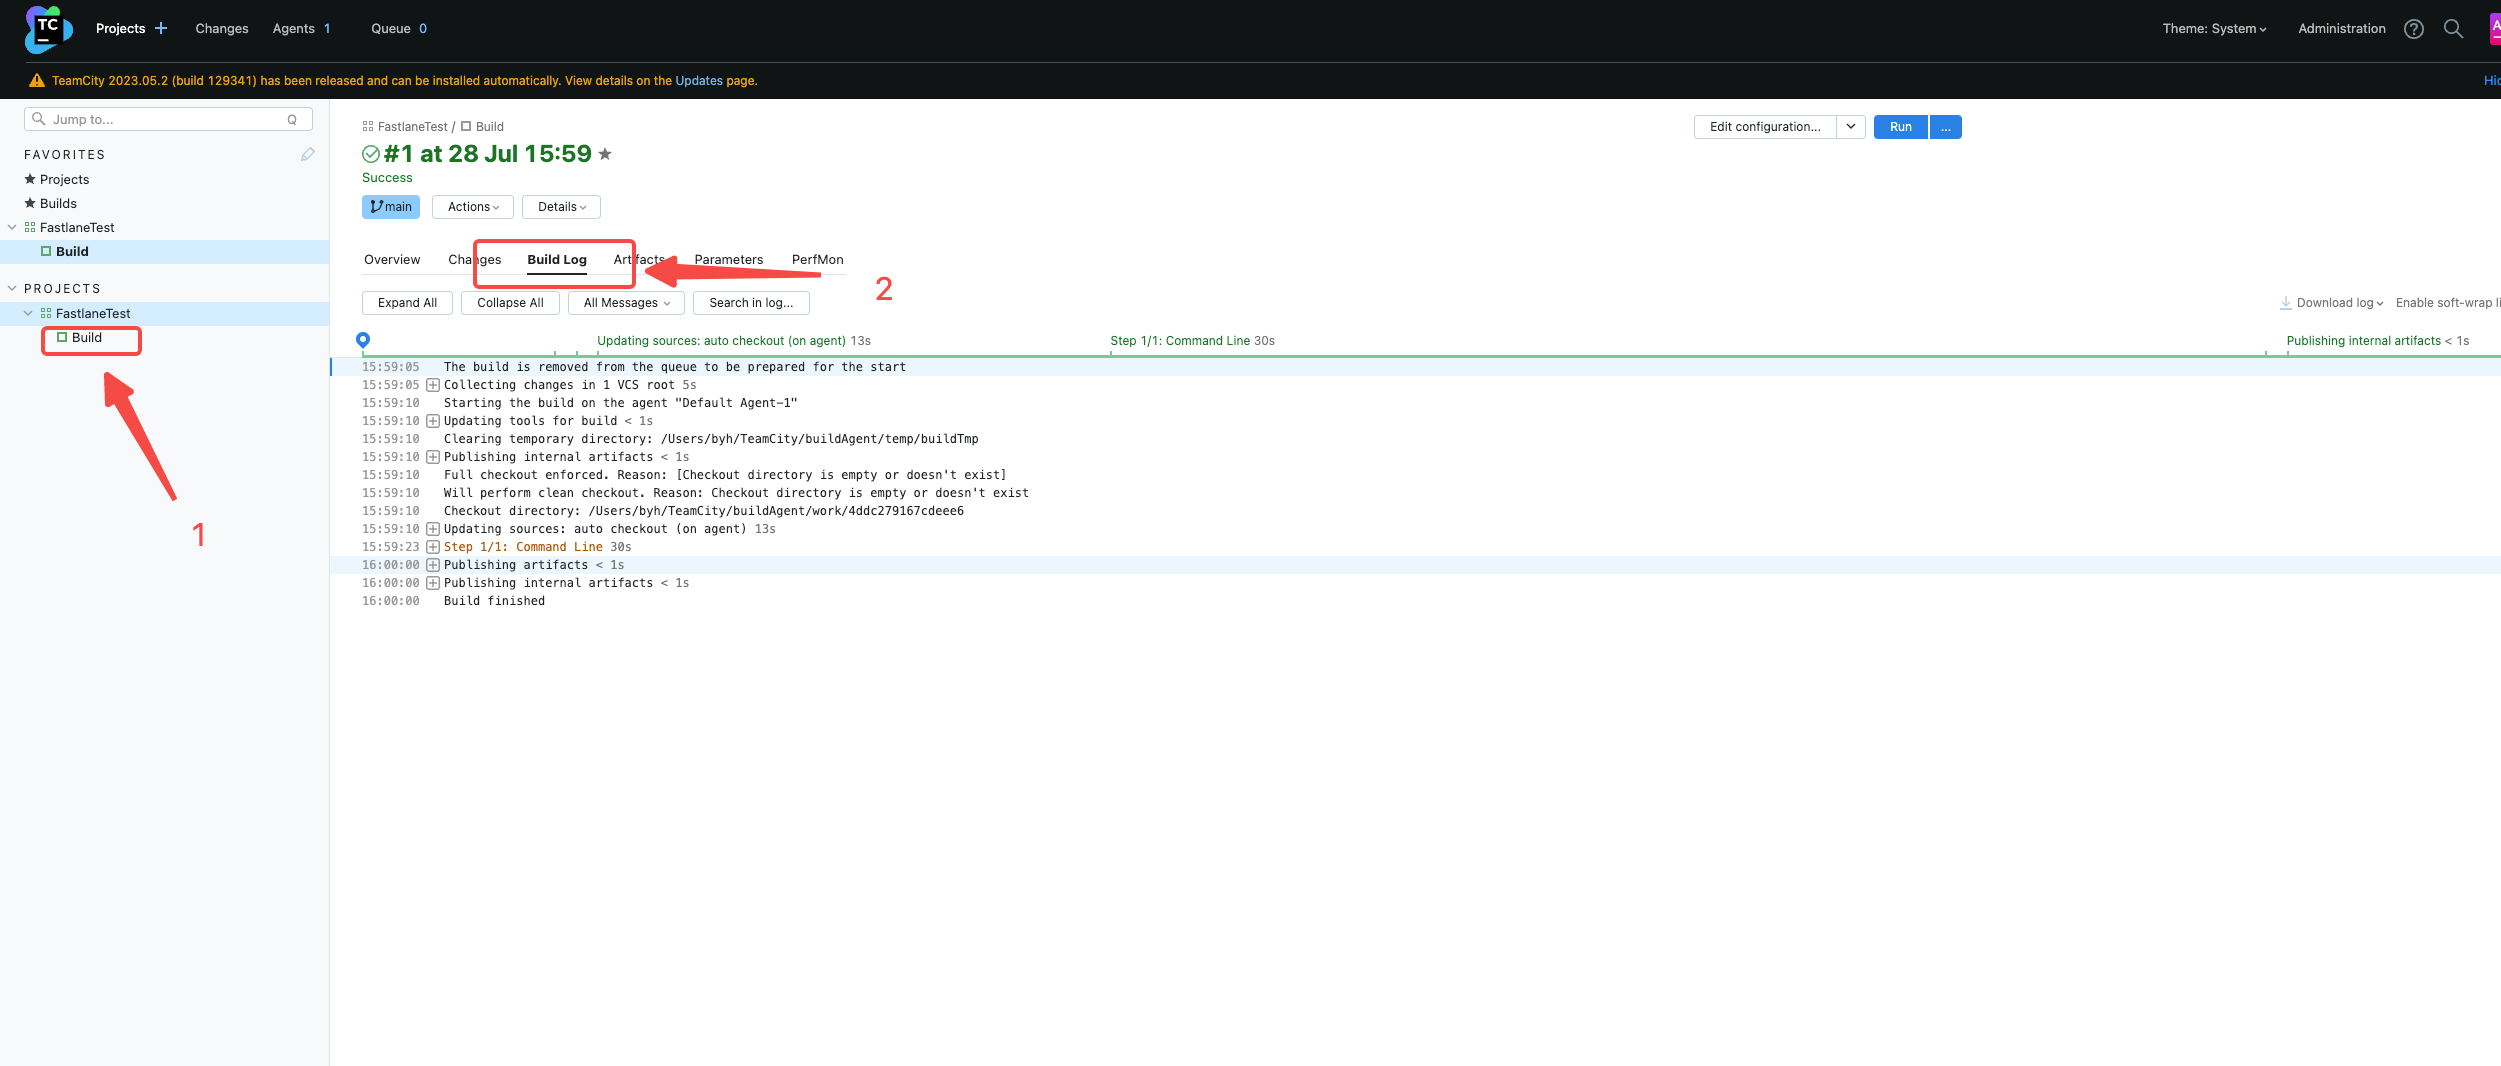 TC
Projects
Changes
Agents 1
Queue 0
Theme: System
Administration
TeamCity 2023.05.2 (build 129341) has been released and can be installed automatically. View details on the Updates page.
Jump to...
Q
FAVORITES
Projects
Builds
FastlaneTest
Build
PROJECTS
FastlaneTest
Build
1
FastlaneTest / Build
Edit configuration...
Run
...
#1 at 28 Jul 15:59
Success
main
Actions
Details
Overview
Changes
Build Log
Artifacts
Parameters
PerfMon
2
Expand All
Collapse All
All Messages
Search in log...
Download log
Enable soft-wrap
Updating sources: auto checkout (on agent) 13s
Step 1/1: Command Line 30s
Publishing internal artifacts < 1s
15:59:05 The build is removed from the queue to be prepared for the start
15:59:05 Collecting changes in 1 VCS root 5s
15:59:10 Starting the build on the agent "Default Agent-1"
15:59:10 Updating tools for build < 1s
15:59:10 Clearing temporary directory: /Users/byh/TeamCity/buildAgent/temp/buildTmp
15:59:10 Publishing internal artifacts < 1s
15:59:10 Full checkout enforced. Reason: [Checkout directory is empty or doesn't exist]
15:59:10 Will perform clean checkout. Reason: Checkout directory is empty or doesn't exist
15:59:10 Checkout directory: /Users/byh/TeamCity/buildAgent/work/4ddc279167cdeee6
15:59:10 Updating sources: auto checkout (on agent) 13s
15:59:23 Step 1/1: Command Line 30s
16:00:00 Publishing artifacts < 1s
16:00:00 Publishing internal artifacts < 1s
16:00:00 Build finished